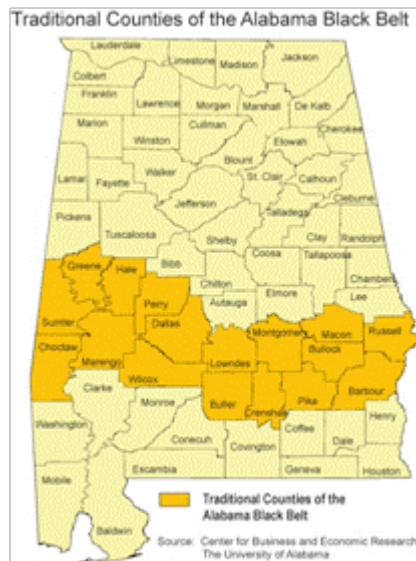 Traditional Counties of the Alabama Black Belt
Lauderdale
Limestone Madison Jackson
Colbert
Franklin
Lawrence Morgan Marshall De Kalb
Marion Cullman Cherokee
Winston Etowah
Blount
Walker St. Clair Calhoun
Lamar Fayette
Cleburne
Jefferson
Talladega
Pickens
Tuscaloosa Shelby Clay Randolph
Bibb Coosa Tallapoosa
Greene Hale Chilton Chambers
Perry Autauga Elmore Lee
Sumter Dallas Montgomery Macon Russell
Choctaw Bullock
Marengo Lowndes
Wilcox Barbour
Clarke Butler Pike
Monroe Crenshaw
Washington Coffee Henry
Conecuh Dale
Covington
Mobile Escambia Geneva Houston
Baldwin
Traditional Counties of the
Alabama Black Belt
Source: Center for Business and Economic Research
The University of Alabama